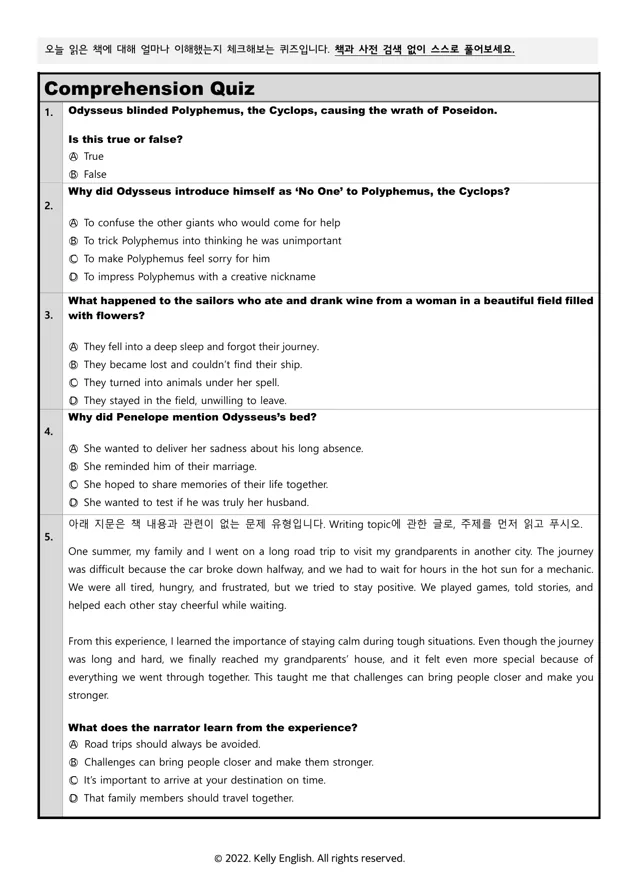 오늘 읽은 책에 대해 얼마나 이해했는지 체크해보는 퀴즈입니다. 책과 사전 검색 없이 스스로 풀어보세요.
Comprehension Quiz
1. Odysseus blinded Polyphemus, the Cyclops, causing the wrath of Poseidon.
Is this true or false?
Ⓐ True
Ⓑ False
Why did Odysseus introduce himself as ‘No One’ to Polyphemus, the Cyclops?
2.
Ⓐ To confuse the other giants who would come for help
Ⓑ To trick Polyphemus into thinking he was unimportant
Ⓒ To make Polyphemus feel sorry for him
Ⓓ To impress Polyphemus with a creative nickname
What happened to the sailors who ate and drank wine from a woman in a beautiful field filled
3. with flowers?
Ⓐ They fell into a deep sleep and forgot their journey.
Ⓑ They became lost and couldn’t find their ship.
Ⓒ They turned into animals under her spell.
Ⓓ They stayed in the field, unwilling to leave.
Why did Penelope mention Odysseus’s bed?
4.
Ⓐ She wanted to deliver her sadness about his long absence.
Ⓑ She reminded him of their marriage.
Ⓒ She hoped to share memories of their life together.
Ⓓ She wanted to test if he was truly her husband.
아래 지문은 책 내용과 관련이 없는 문제 유형입니다. Writing topic에 관한 글로, 주제를 먼저 읽고 푸시오.
5.
One summer, my family and I went on a long road trip to visit my grandparents in another city. The journey
was difficult because the car broke down halfway, and we had to wait for hours in the hot sun for a mechanic.
We were all tired, hungry, and frustrated, but we tried to stay positive. We played games, told stories, and
helped each other stay cheerful while waiting.
From this experience, I learned the importance of staying calm during tough situations. Even though the journey
was long and hard, we finally reached my grandparents’ house, and it felt even more special because of
everything we went through together. This taught me that challenges can bring people closer and make you
stronger.
What does the narrator learn from the experience?
Ⓐ Road trips should always be avoided.
Ⓑ Challenges can bring people closer and make them stronger.
Ⓒ It’s important to arrive at your destination on time.
Ⓓ That family members should travel together.
© 2022. Kelly English. All rights reserved.